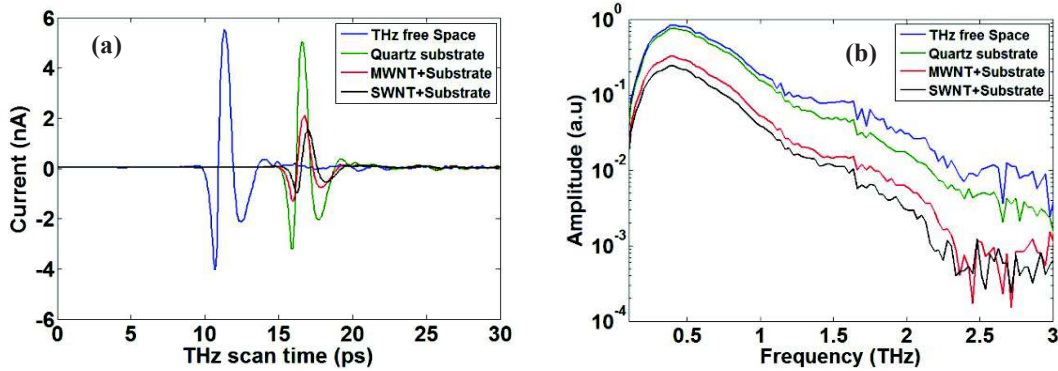 (a)
THz free Space
Quartz substrate
MWNT+Substrate
SWNT+Substrate
Current (nA)
6
4
2
0
-2
-4
-6
0
5
10
15
20
25
30
THz scan time (ps)
(b)
THz free Space
Quartz substrate
MWNT+Substrate
SWNT+Substrate
Amplitude (a.u)
10^0
10^-1
10^-2
10^-3
10^-4
0.5
1
1.5
2
2.5
3
Frequency (THz)